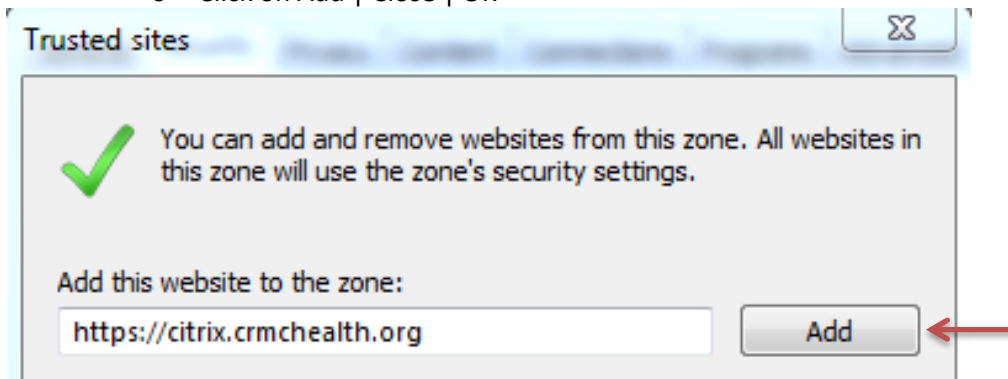 Trusted sites
You can add and remove websites from this zone. All websites in
this zone will use the zone's security settings.
Add this website to the zone:
https://citrix.crmchealth.org
Add